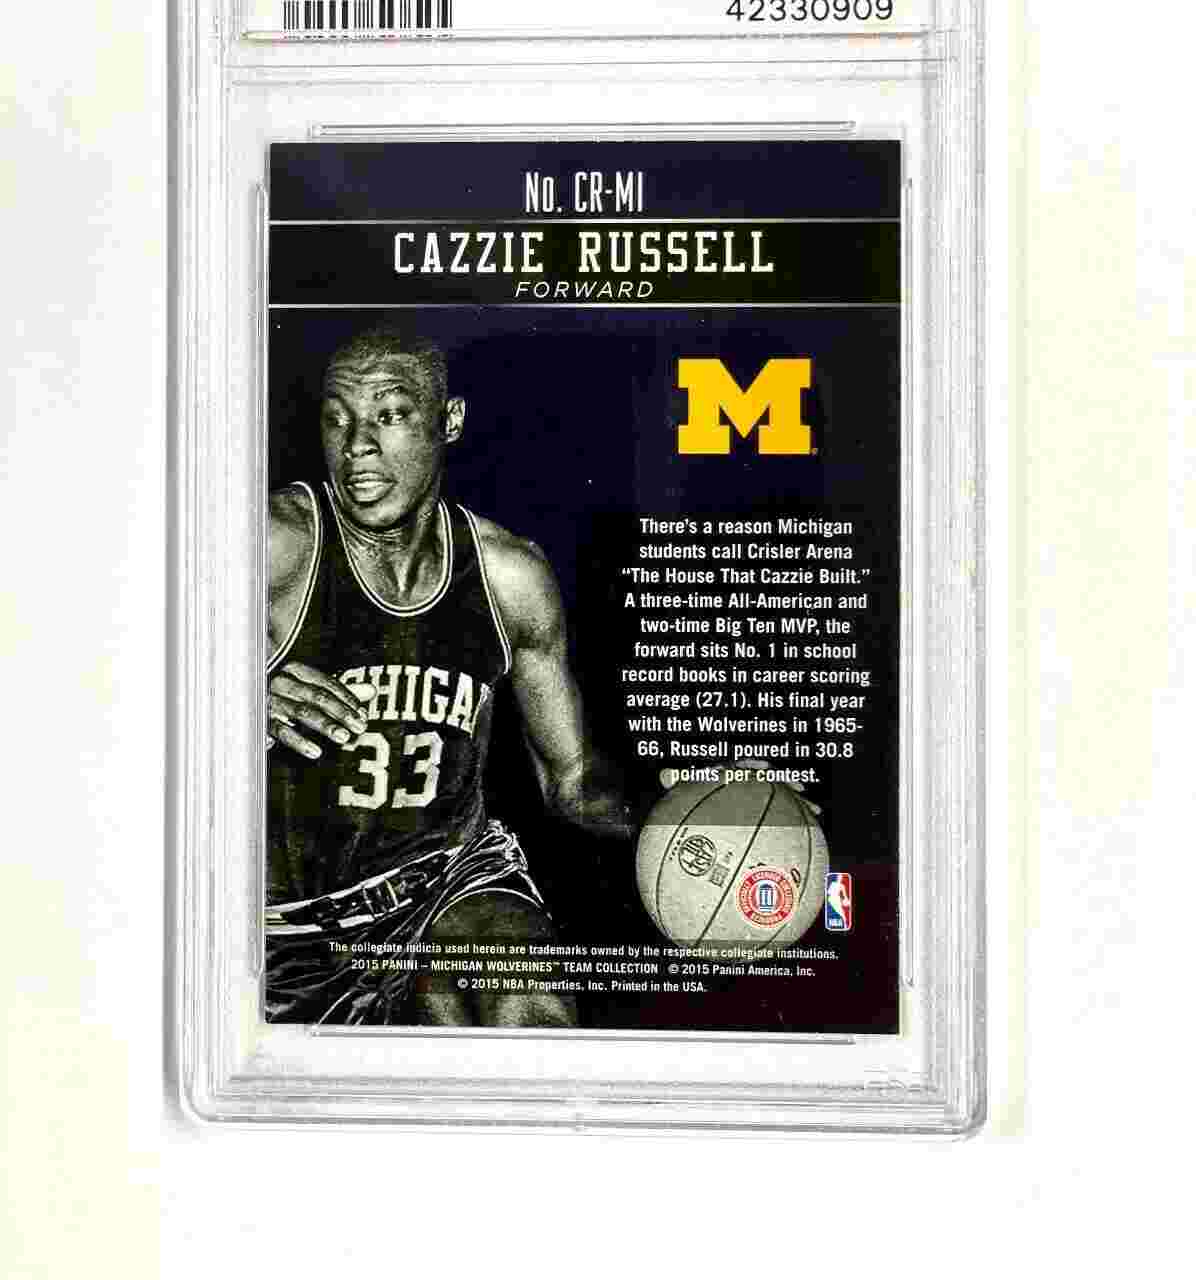 42330909
No. CR-MI
CAZZIE RUSSELL
FORWARD
M
There's a reason Michigan
students call Crisler Arena
“The House That Cazzie Built.”
A three-time All-American and
two-time Big Ten MVP, the
forward sits No. 1 in school
record books in career scoring
average (27.1). His final year
with the Wolverines in 1965-
66, Russell poured in 30.8
points per contest.
CHIGA
33
NBA
The collegiate indicia used herein are trademarks owned by the respective collegiate institutions.
2015 PANINI – MICHIGAN WOLVERINES™ TEAM COLLECTION © 2015 Panini America, Inc.
© 2015 NBA Properties, Inc. Printed in the USA.